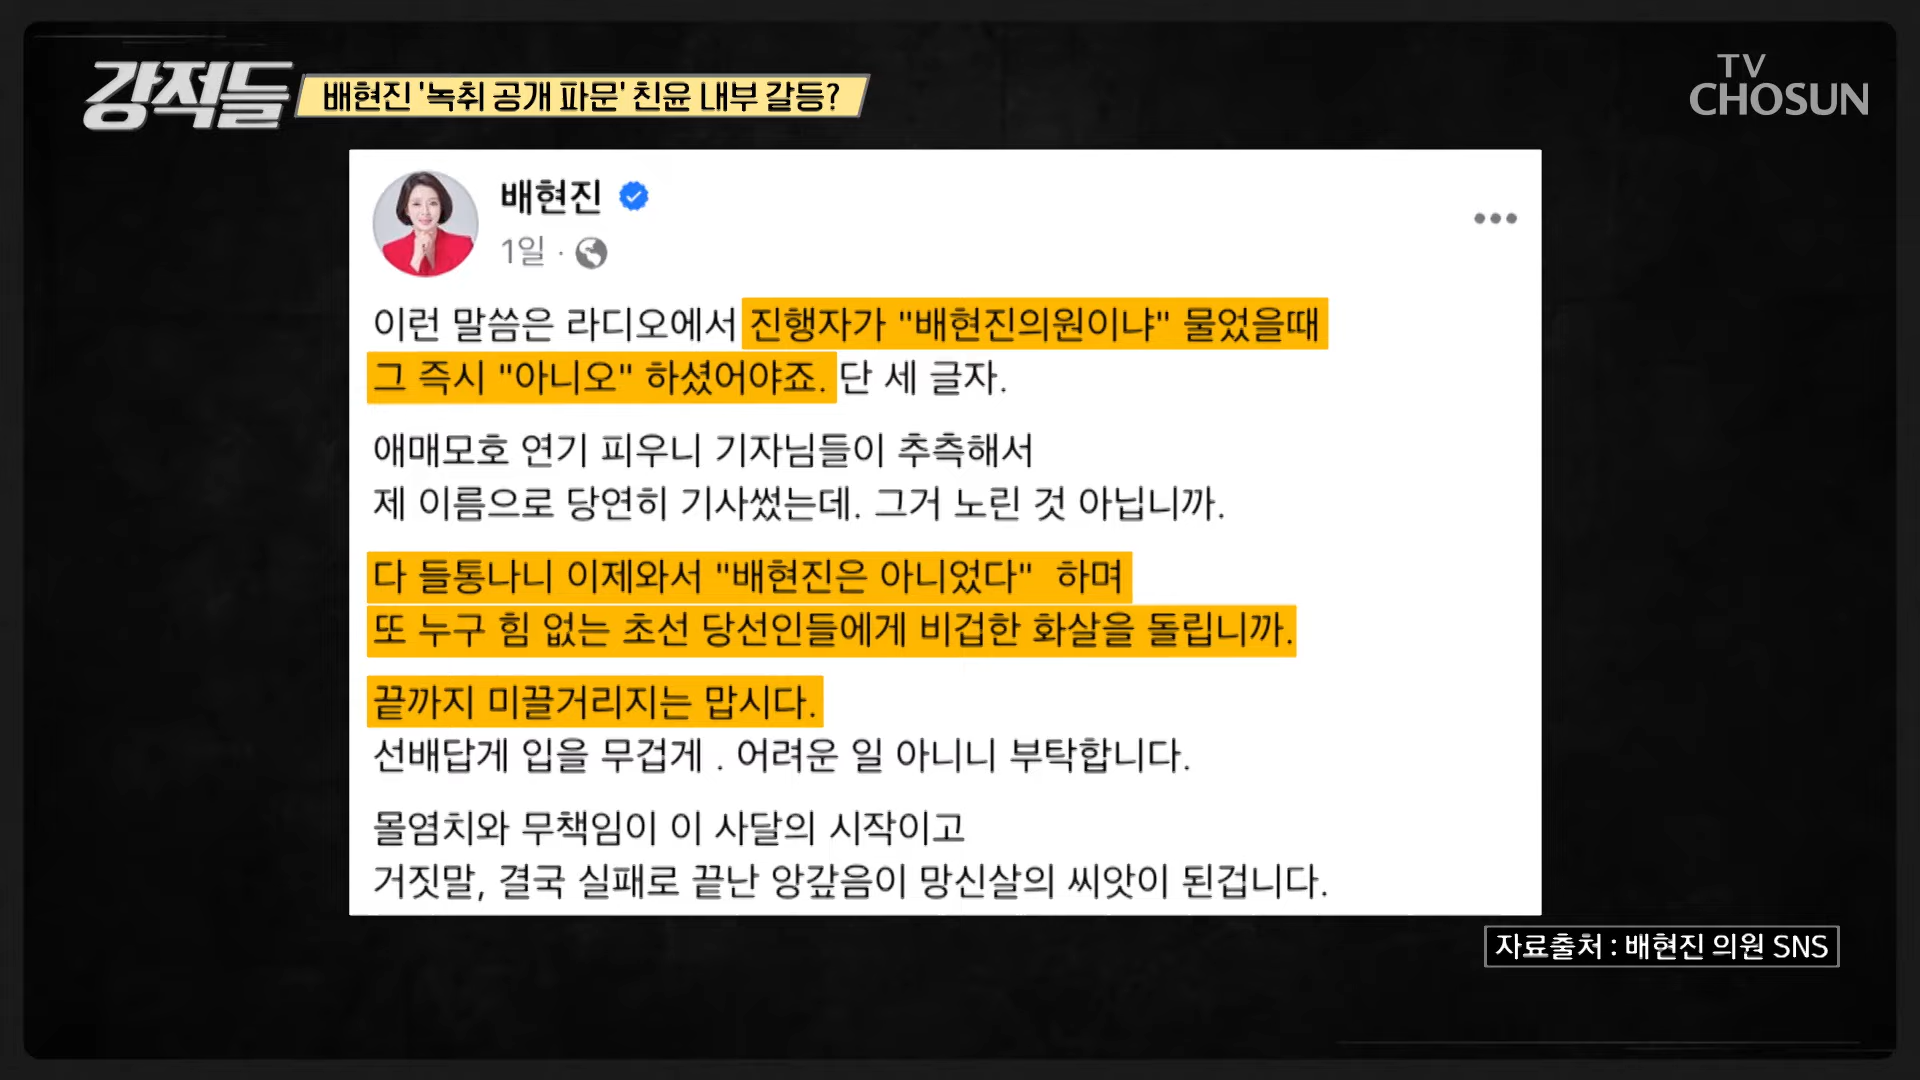 강적들
배현진 '녹취 공개 파문' 친윤 내부 갈등?
TV
CHOSUN
배현진
1일 ·
이런 말씀은 라디오에서 진행자가 "배현진의원이냐" 물었을때
그 즉시 "아니오" 하셨어야죠. 단 세 글자.
애매모호 연기 피우니 기자님들이 추측해서
제 이름으로 당연히 기사썼는데. 그거 노린 것 아닙니까.
다 들통나니 이제와서 "배현진은 아니었다" 하며
또 누구 힘 없는 초선 당선인들에게 비겁한 화살을 돌립니까.
끝까지 미끌거리지는 맙시다.
선배답게 입을 무겁게 . 어려운 일 아니니 부탁합니다.
몰염치와 무책임이 이 사달의 시작이고
거짓말, 결국 실패로 끝난 앙갚음이 망신살의 씨앗이 된겁니다.
자료출처 : 배현진 의원 SNS